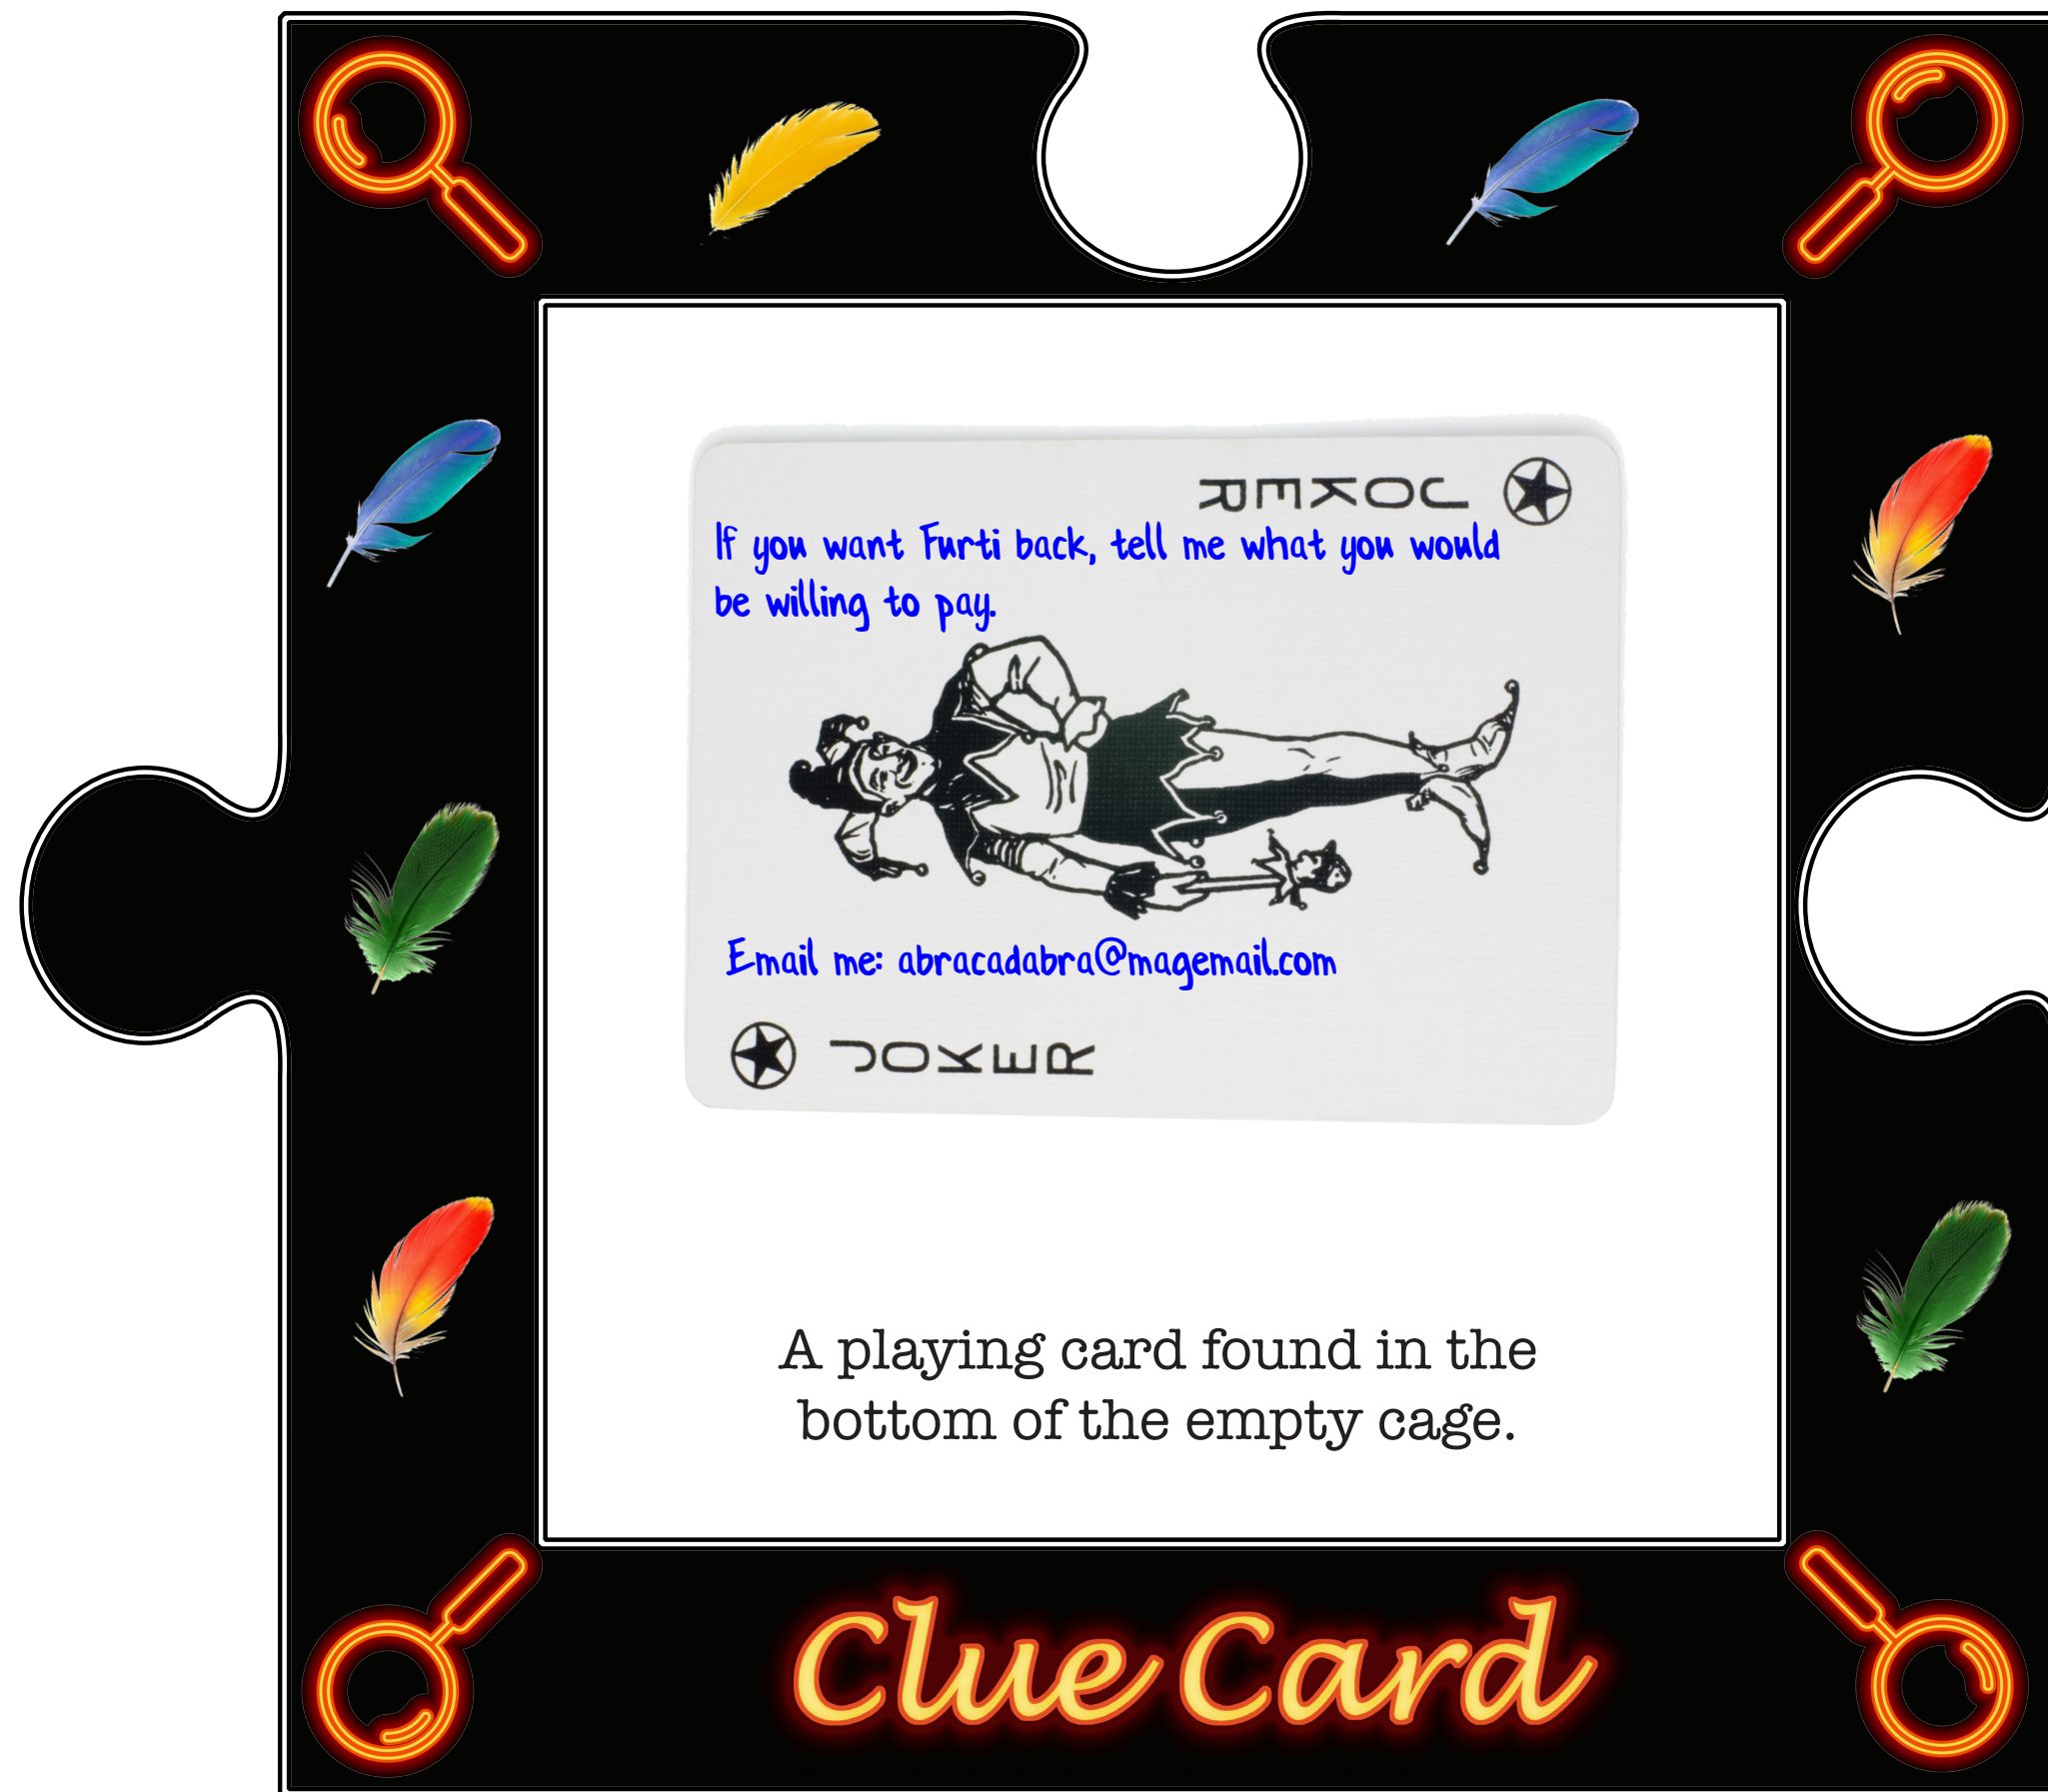 JOKER
If you want Furti back, tell me what you would
be willing to pay.
Email me: abracadabra@magemail.com
JOKER
A playing card found in the
bottom of the empty cage.
Clue Card